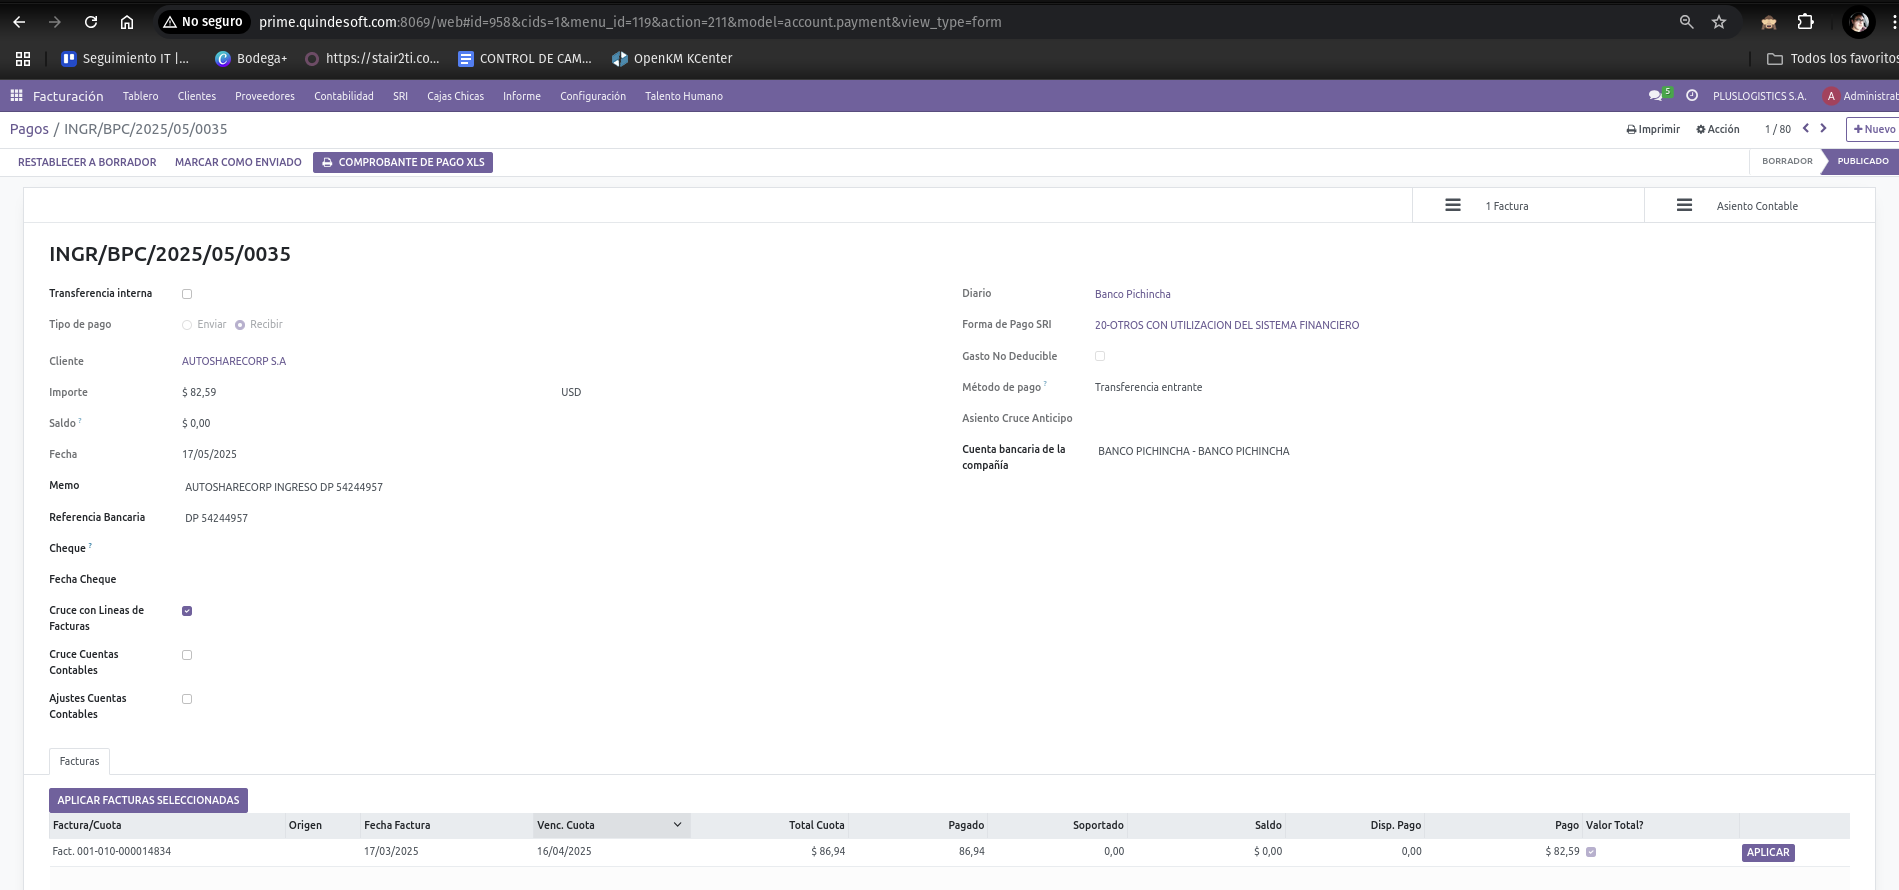 No seguro prime.quindesoft.com:8069/web#id=958&cids=1&menu_id=119&action=211&model=account.payment&view_type=form
Seguimiento IT |... Bodega+ https://stair2ti.co... CONTROL DE CAM... OpenKM KCenter Todos los favoritos
Facturación Tablero Clientes Proveedores Contabilidad SRI Cajas Chicas Informe Configuración Talento Humano 5 PLUSLOGISTICS S.A. A Administrat
Pagos / INGR/BPC/2025/05/0035 Imprimir Acción 1 / 80 Nuevo
RESTABLECER A BORRADOR MARCAR COMO ENVIADO COMPROBANTE DE PAGO XLS BORRADOR PUBLICADO
1 Factura Asiento Contable
INGR/BPC/2025/05/0035
Transferencia interna
Tipo de pago Enviar Recibir
Cliente AUTOSHARECORP S.A
Importe $ 82,59 USD
Saldo ? $ 0,00
Fecha 17/05/2025
Memo AUTOSHARECORP INGRESO DP 54244957
Referencia Bancaria DP 54244957
Cheque ?
Fecha Cheque
Cruce con Lineas de
Facturas
Cruce Cuentas
Contables
Ajustes Cuentas
Contables
Diario Banco Pichincha
Forma de Pago SRI 20-OTROS CON UTILIZACION DEL SISTEMA FINANCIERO
Gasto No Deducible
Método de pago ? Transferencia entrante
Asiento Cruce Anticipo
Cuenta bancaria de la BANCO PICHINCHA - BANCO PICHINCHA
compañía
Facturas
APLICAR FACTURAS SELECCIONADAS
Factura/Cuota Origen Fecha Factura Venc. Cuota Total Cuota Pagado Soportado Saldo Disp. Pago Pago Valor Total?
Fact. 001-010-000014834 17/03/2025 16/04/2025 $ 86,94 86,94 0,00 $ 0,00 0,00 $ 82,59 APLICAR